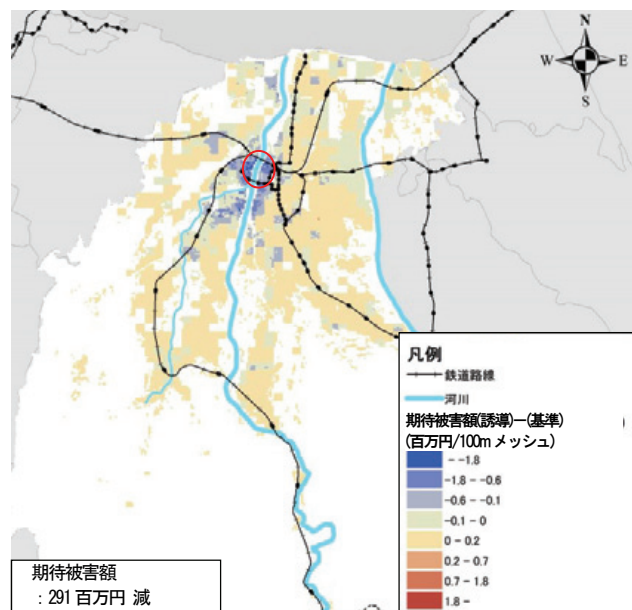 N
W
E
S
凡例
鉄道路線
河川
期待被害額(誘導)ー(基準)
(百万円/100m メッシュ)
)
- -1.8
-1.8 - -0.6
-0.6 - -0.1
-0.1 - 0
0 - 0.2
0.2 - 0.7
0.7 - 1.8
1.8 -
期待被害額
：291 百万円 減